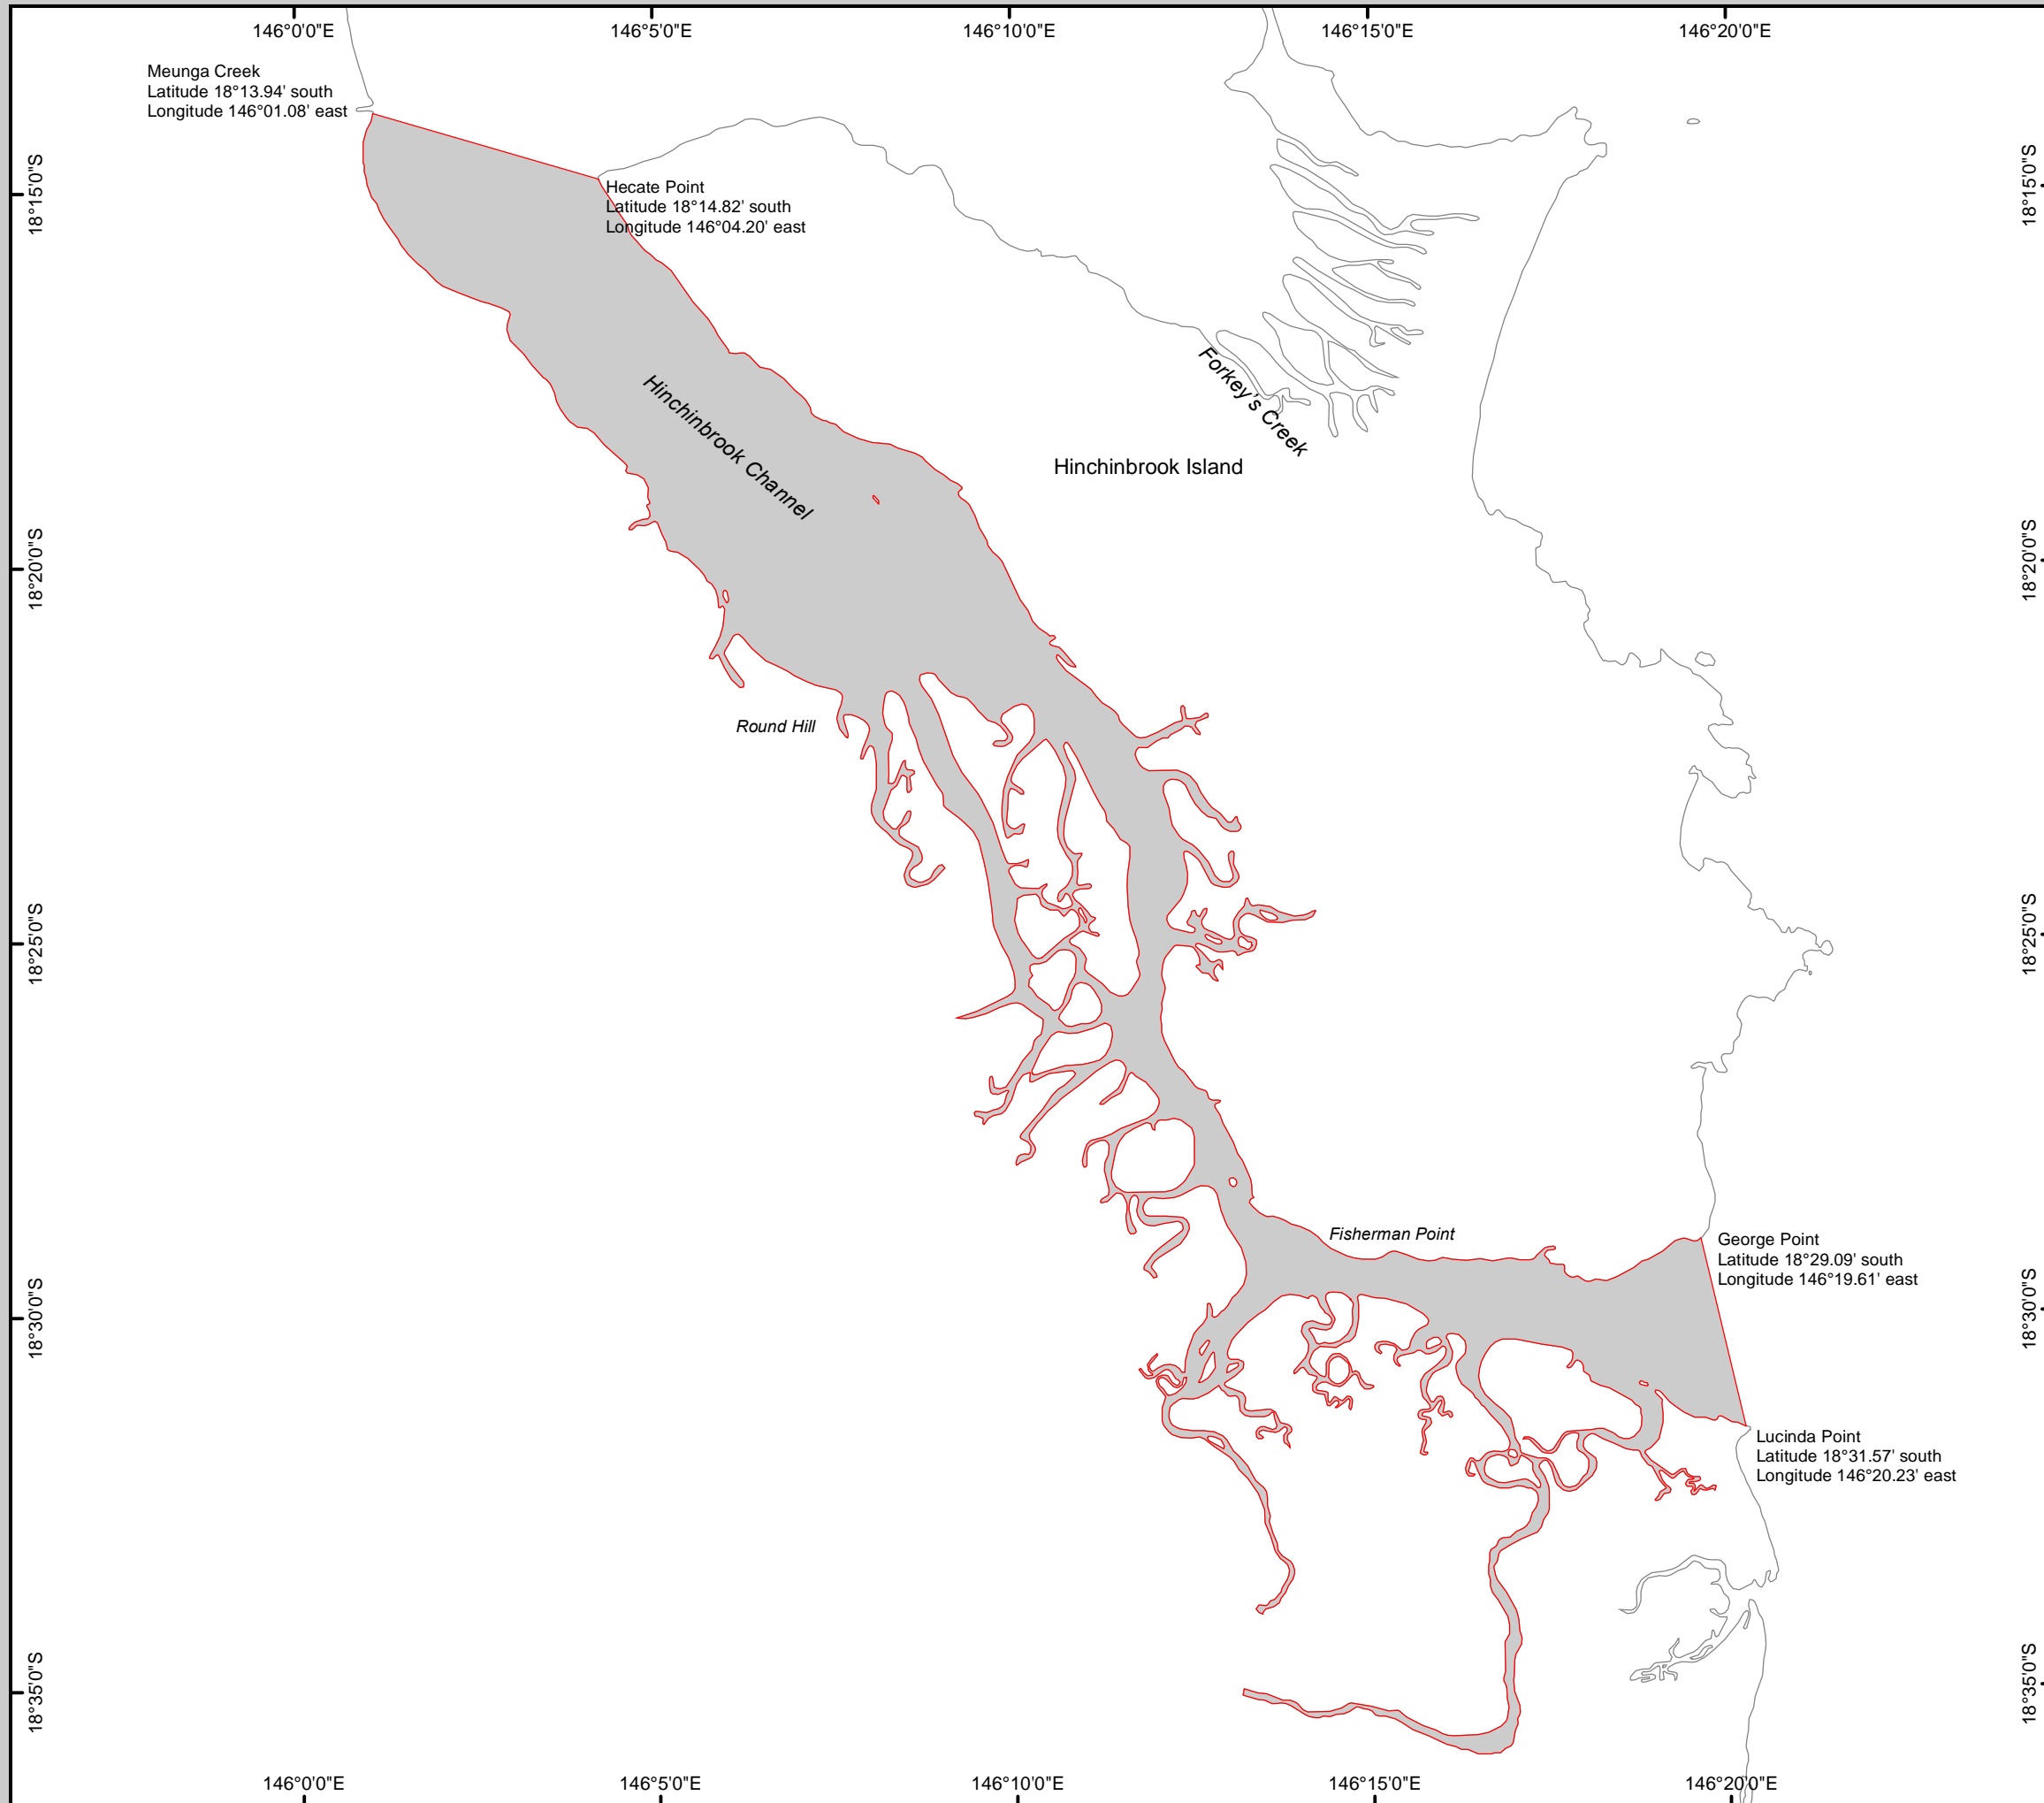 146°0'0"E
146°5'0"E
146°10'0"E
146°15'0"E
146°20'0"E
Meunga Creek
Latitude 18°13.94' south
Longitude 146°01.08' east
18°15'0"S
18°15'0"S
Hecate Point
Latitude 18°14.82' south
Longitude 146°04.20' east
Forkey's Creek
Hinchinbrook Channel
Hinchinbrook Island
18°20'0"S
18°20'0"S
Round Hill
18°25'0"S
18°25'0"S
Fisherman Point
George Point
Latitude 18°29.09' south
Longitude 146°19.61' east
18°30'0"S
18°30'0"S
Lucinda Point
Latitude 18°31.57' south
Longitude 146°20.23' east
18°35'0"S
18°35'0"S
146°0'0"E
146°5'0"E
146°10'0"E
146°15'0"E
146°20'0"E